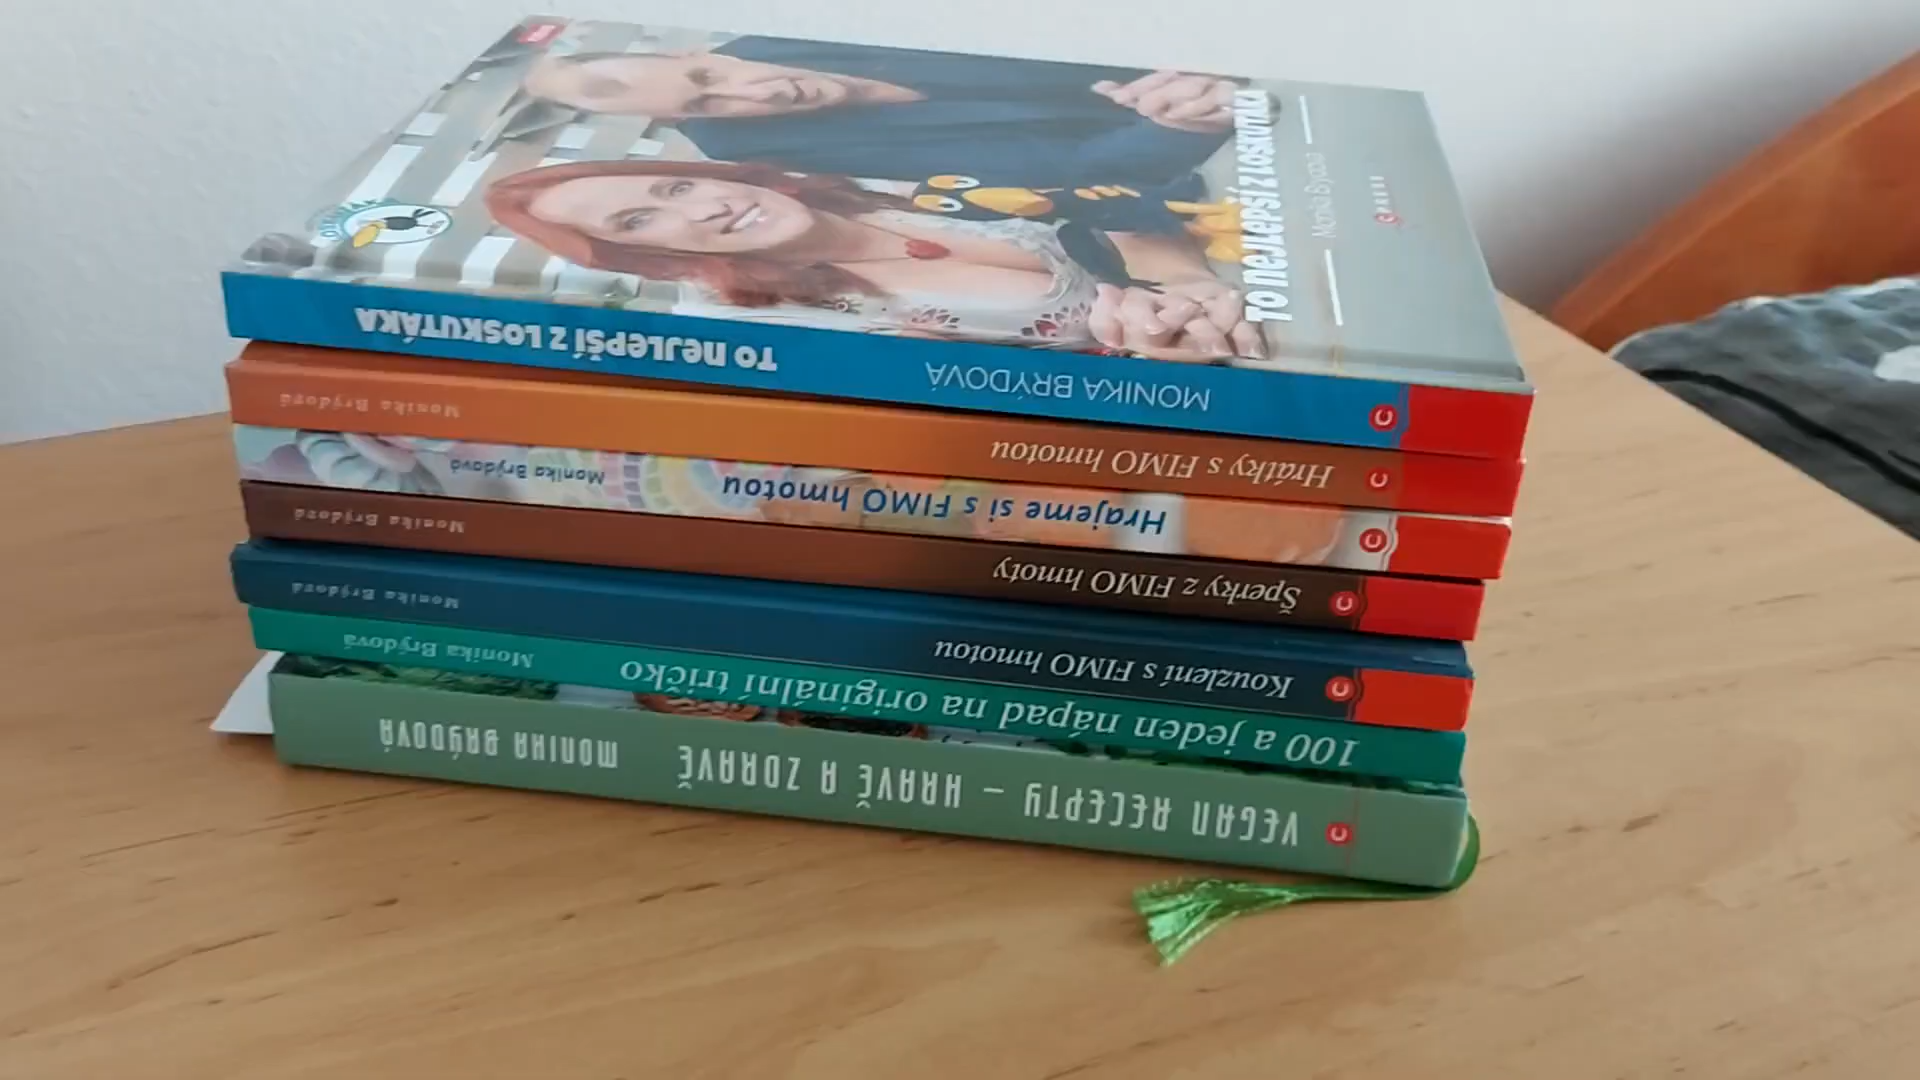 TO NEJLEPŠÍ Z LOSKUTÁKA
Monika Brýdová
CPRESS
MONIKA BRÝDOVÁ
TO NEJLEPŠÍ Z LOSKUTÁKA
Hrátky s FIMO hmotou
Monika Brýdová
Hrajeme si s FIMO hmotou
Monika Brýdová
Šperky z FIMO hmoty
Monika Brýdová
Kouzlení s FIMO hmotou
Monika Brýdová
100 a jeden nápad na originální tričko
Monika Brýdová
VEGAN RECEPTY – HRAVĚ A ZDRAVĚ
MONIKA BRÝDOVÁ